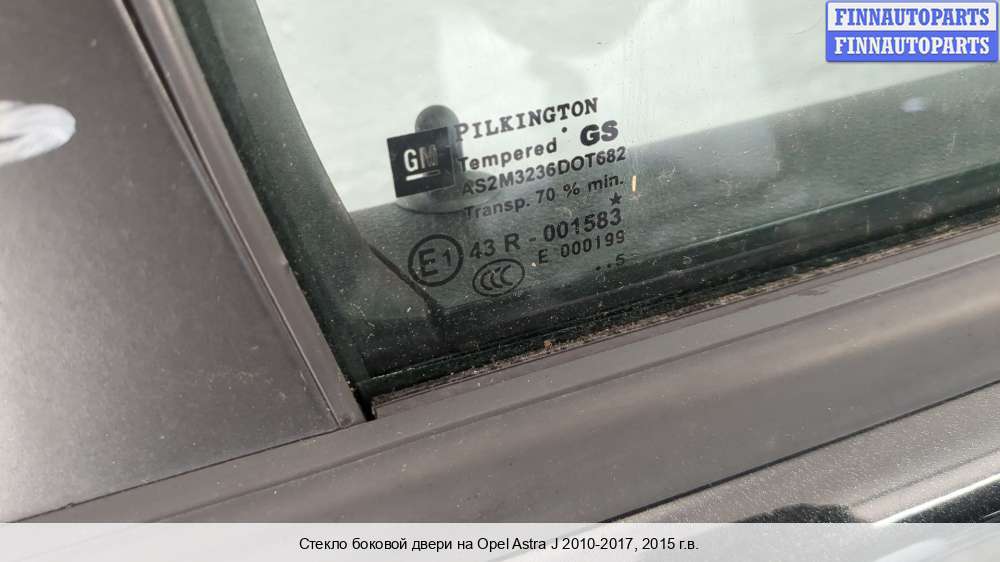 FINNAUTOPARTS
FINNAUTOPARTS
GM
PILKINGTON
Tempered GS
AS2M3236DOT682
Transp. 70 % min.
E1 43 R - 001583
CCC E 000199
..5
Стекло боковой двери на Opel Astra J 2010-2017, 2015 г.в.